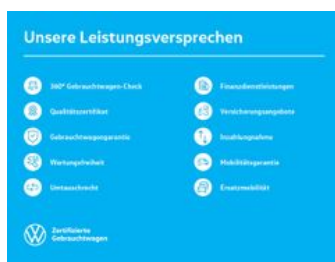 Unsere Leistungsversprechen
360° Gebrauchtwagen-Check
Qualitätszertifikat
Gebrauchtwagengarantie
Wartungsfreiheit
Umtauschrecht
Finanzdienstleistungen
Versicherungsangebote
Inzahlungnahme
Mobilitätsgarantie
Ersatzmobilität
Zertifizierte
Gebrauchtwagen